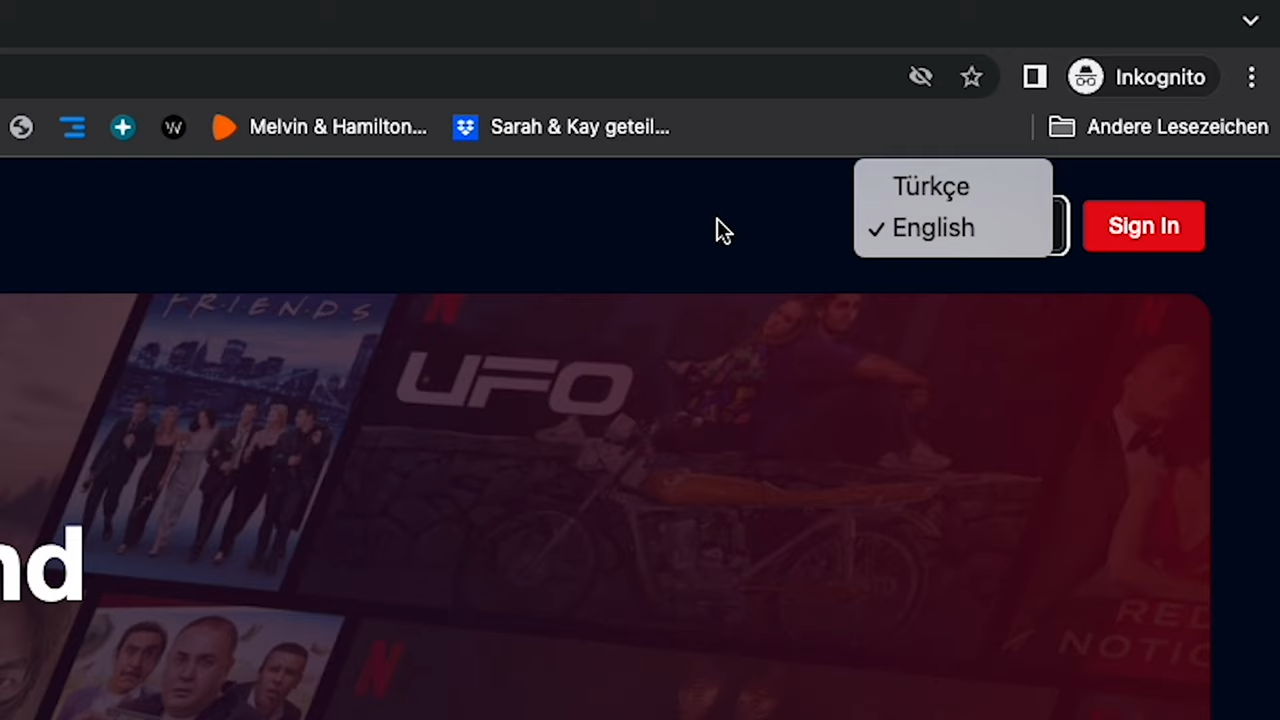 Inkognito
W
Melvin & Hamilton...
Sarah & Kay geteil...
Andere Lesezeichen
Türkçe
English
Sign In
FRIENDS
N
UFO
nd
N
RED
NOTIC